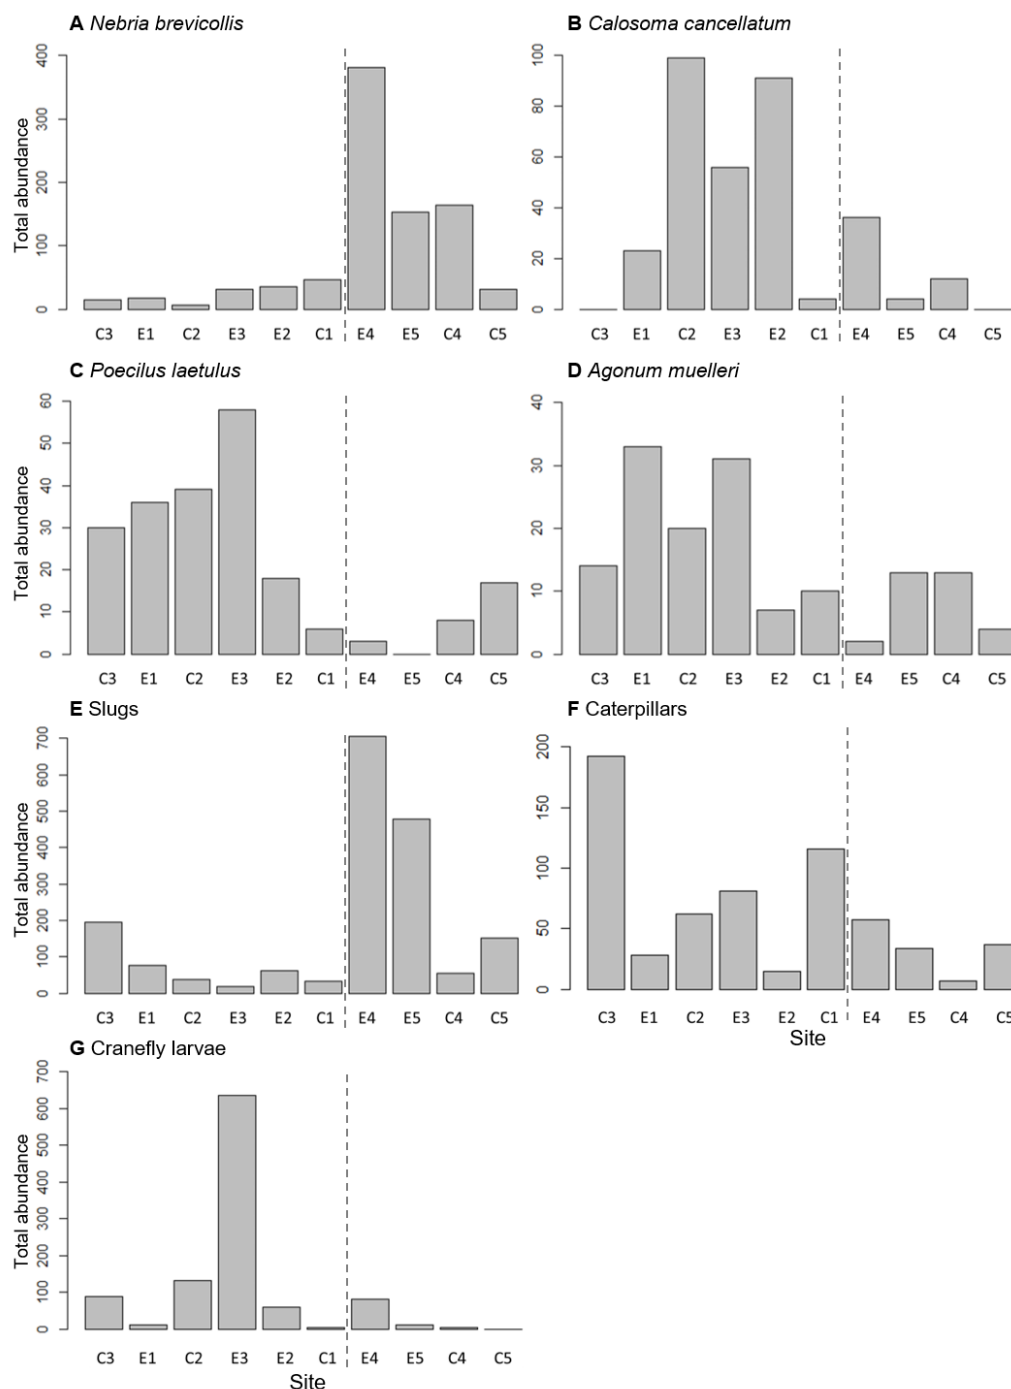 A Nebria brevicollis
Total abundance
0 100 200 300 400
C3 E1 C2 E3 E2 C1 E4 E5 C4 C5
B Calosoma cancellatum
0 20 40 60 80 100
C3 E1 C2 E3 E2 C1 E4 E5 C4 C5
C Poecilus laetulus
Total abundance
0 10 20 30 40 50 60
C3 E1 C2 E3 E2 C1 E4 E5 C4 C5
D Agonum muelleri
0 10 20 30 40
C3 E1 C2 E3 E2 C1 E4 E5 C4 C5
E Slugs
Total abundance
0 100 200 300 400 500 600 700
C3 E1 C2 E3 E2 C1 E4 E5 C4 C5
F Caterpillars
0 50 100 150 200
C3 E1 C2 E3 E2 C1 E4 E5 C4 C5
Site
G Cranefly larvae
Total abundance
0 100 200 300 400 500 600 700
C3 E1 C2 E3 E2 C1 E4 E5 C4 C5
Site